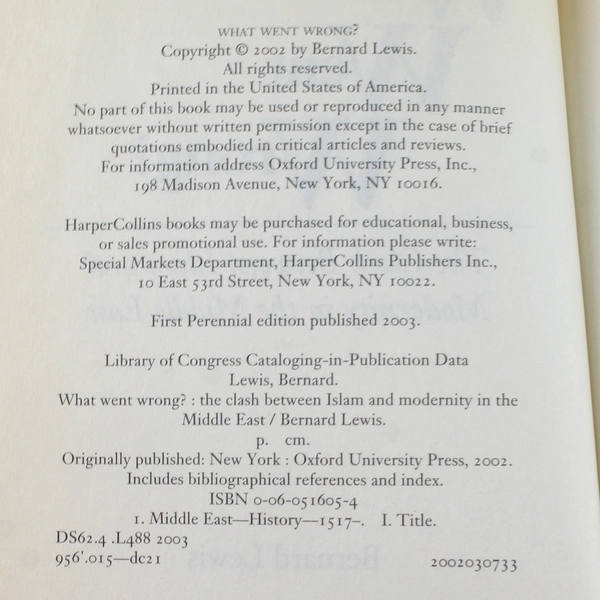 WHAT WENT WRONG?
Copyright © 2002 by Bernard Lewis.
All rights reserved.
Printed in the United States of America.
No part of this book may be used or reproduced in any manner
whatsoever without written permission except in the case of brief
quotations embodied in critical articles and reviews.
For information address Oxford University Press, Inc.,
198 Madison Avenue, New York, NY 10016.
HarperCollins books may be purchased for educational, business,
or sales promotional use. For information please write:
Special Markets Department, HarperCollins Publishers Inc.,
10 East 53rd Street, New York, NY 10022.
First Perennial edition published 2003.
Library of Congress Cataloging-in-Publication Data
Lewis, Bernard.
What went wrong? : the clash between Islam and modernity in the
Middle East / Bernard Lewis.
p. cm.
Originally published: New York : Oxford University Press, 2002.
Includes bibliographical references and index.
ISBN 0-06-051605-4
1. Middle East—History—1517–. I. Title.
DS62.4 .L488 2003
956'.015—dc21
2002030733